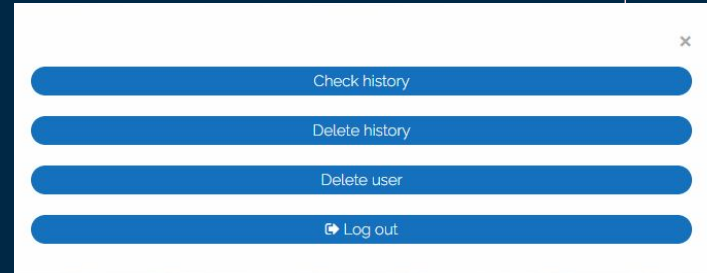 ×
Check history
Delete history
Delete user
Log out